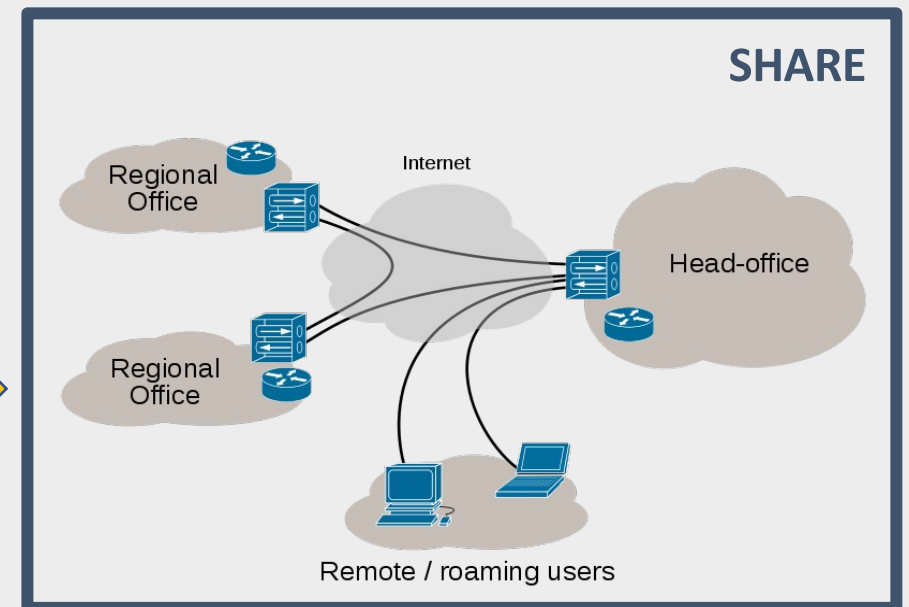 SHARE
Internet
Regional
Office
Head-office
Regional
Office
Remote / roaming users